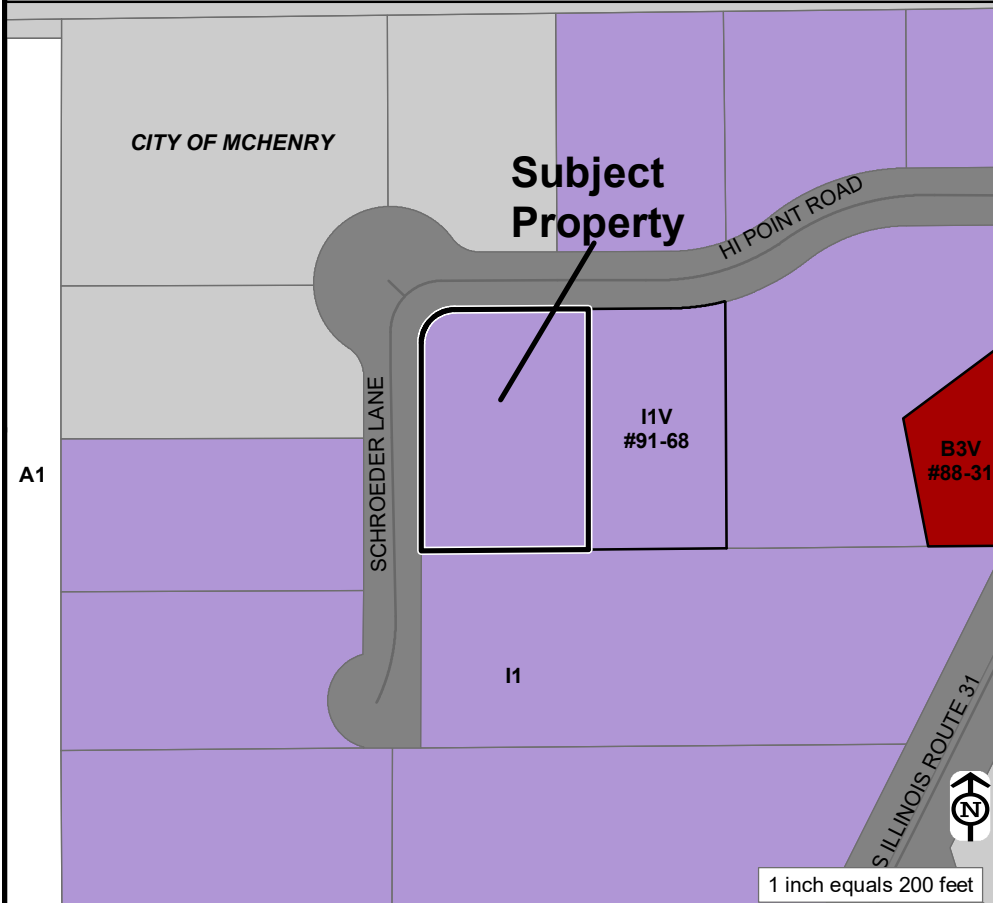 CITY OF MCHENRY
Subject
Property
HI POINT ROAD
SCHROEDER LANE
I1V
#91-68
B3V
#88-31
A1
I1
S ILLINOIS ROUTE 31
N
1 inch equals 200 feet